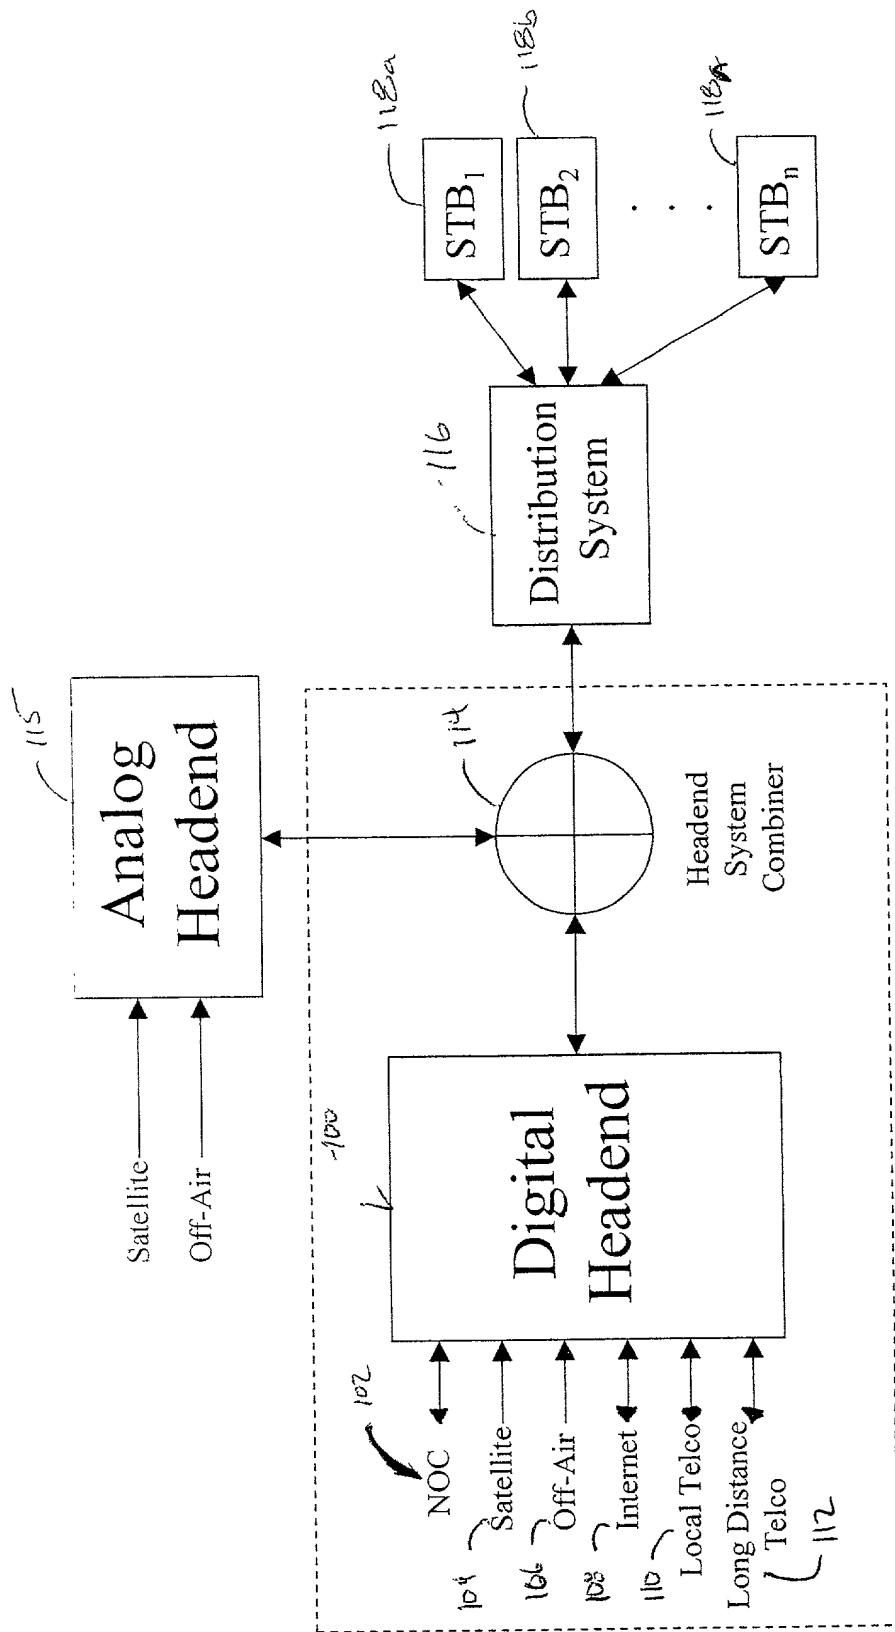 115
Analog
Headend
Satellite
Off-Air
100
Digital
Headend
102
NOC
104
Satellite
106
Off-Air
108
Internet
110
Local Telco
Long Distance
Telco
112
114
Headend
System
Combiner
116
Distribution
System
118a
STB1
118b
STB2
. . .
118n
STBn